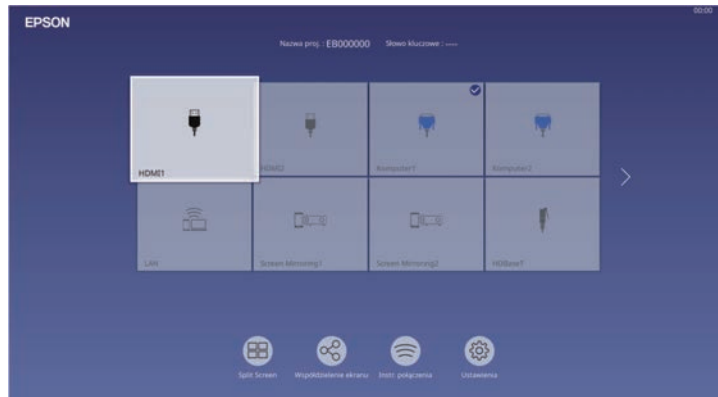 00:00
EPSON
Nazwa proj. : EB000000 Słowo kluczowe : ----
HDMI1
HDMI2
Komputer1
Komputer2
LAN
Screen Mirroring1
Screen Mirroring2
HDBaseT
Split Screen
Współdzielenie ekranu
Instr. połączenia
Ustawienia